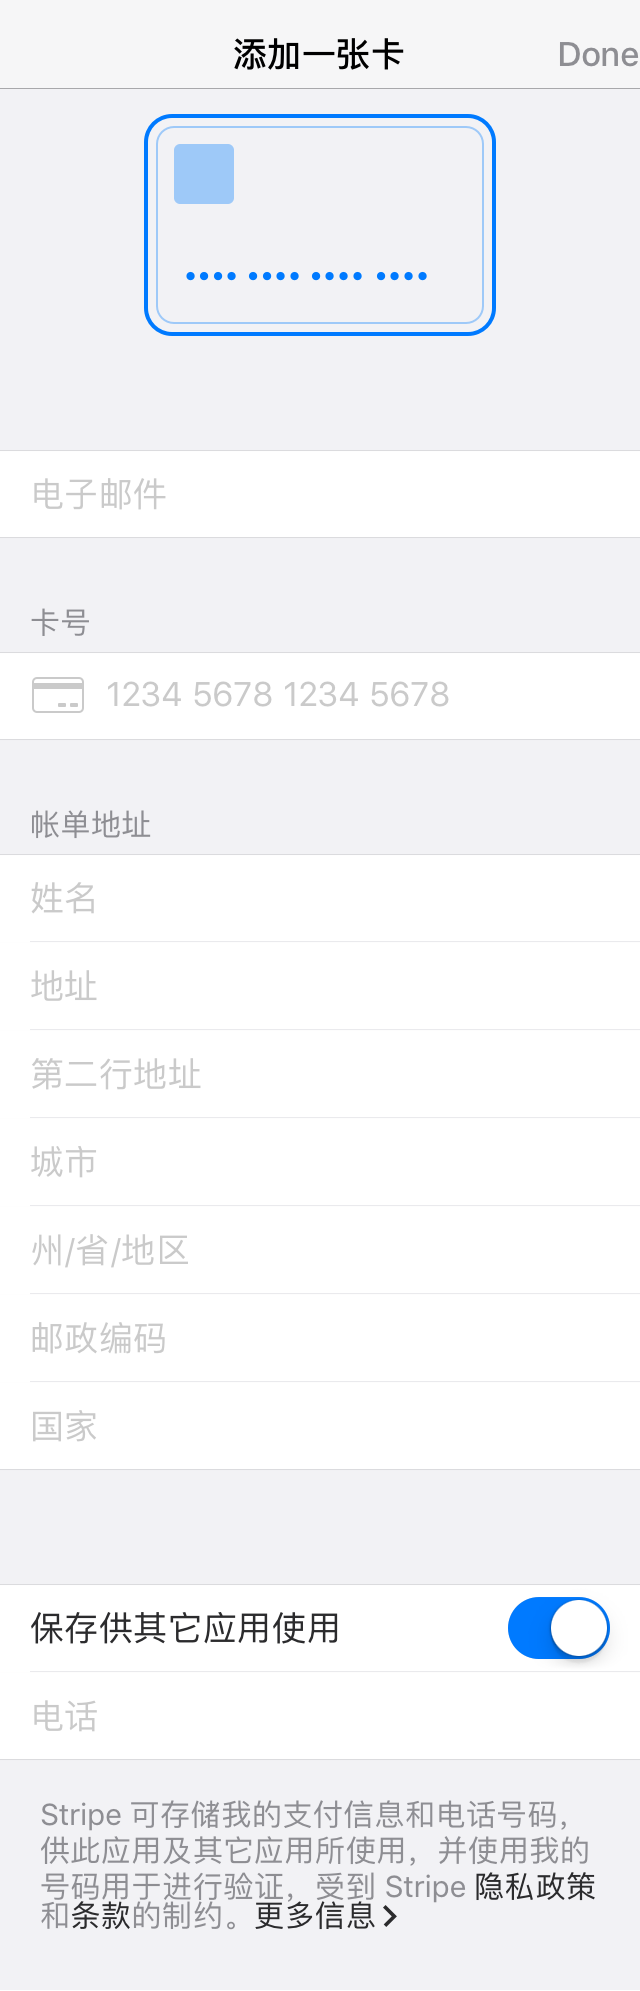 添加一张卡
Done
•••• •••• •••• ••••
电子邮件
卡号
1234 5678 1234 5678
帐单地址
姓名
地址
第二行地址
城市
州/省/地区
邮政编码
国家
保存供其它应用使用
电话
Stripe 可存储我的支付信息和电话号码，
供此应用及其它应用所使用，并使用我的
号码用于进行验证，受到 Stripe 隐私政策
和条款的制约。更多信息